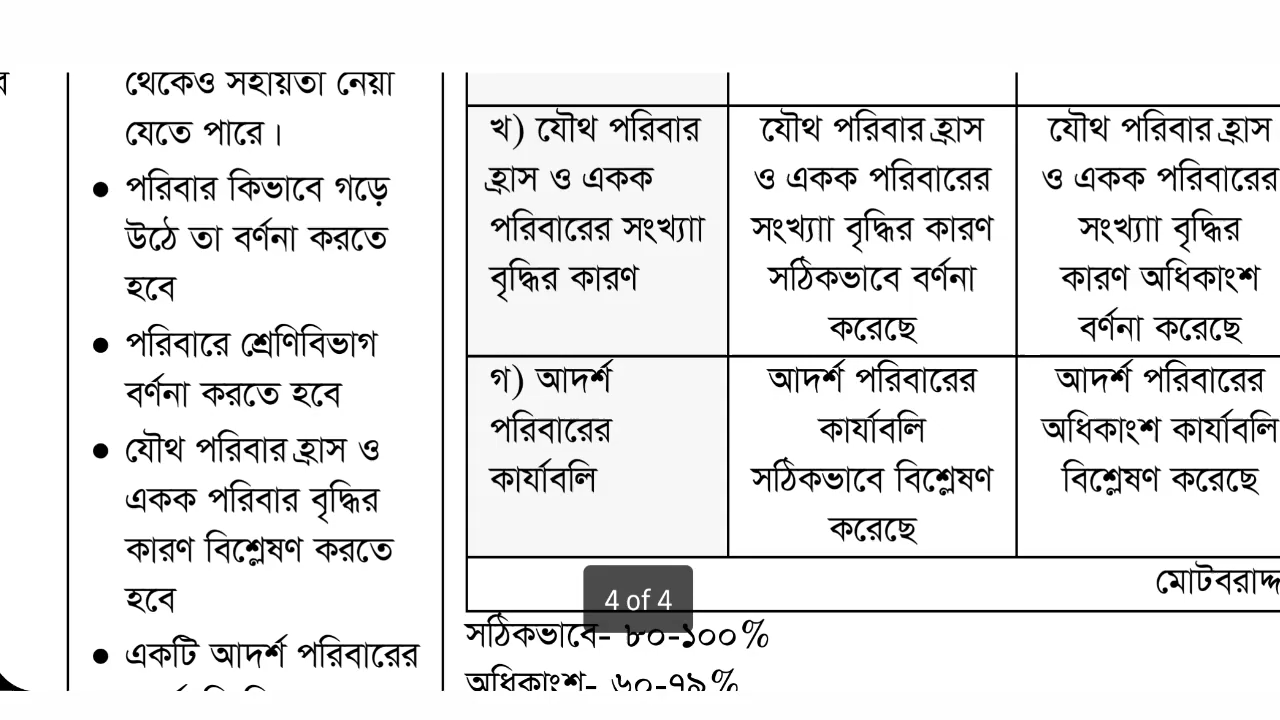 র
থেকেও সহায়তা নেয়া
যেতে পারে।
● পরিবার কিভাবে গড়ে
উঠে তা বর্ণনা করতে
হবে
● পরিবারে শ্রেণিবিভাগ
বর্ণনা করতে হবে
● যৌথ পরিবার হ্রাস ও
একক পরিবার বৃদ্ধির
কারণ বিশ্লেষণ করতে
হবে
● একটি আদর্শ পরিবারের
খ) যৌথ পরিবার
হ্রাস ও একক
পরিবারের সংখ্যাা
বৃদ্ধির কারণ
যৌথ পরিবার হ্রাস
ও একক পরিবারের
সংখ্যাা বৃদ্ধির কারণ
সঠিকভাবে বর্ণনা
করেছে
যৌথ পরিবার হ্রাস
ও একক পরিবারের
সংখ্যাা বৃদ্ধির
কারণ অধিকাংশ
বর্ণনা করেছে
গ) আদর্শ
পরিবারের
কার্যাবলি
আদর্শ পরিবারের
কার্যাবলি
সঠিকভাবে বিশ্লেষণ
করেছে
আদর্শ পরিবারের
অধিকাংশ কার্যাবলি
বিশ্লেষণ করেছে
মোটবরাদ্দ
4 of 4
সঠিকভাবে- ৮০-১০০%
অধিকাংশ- ৬০-৭৯%